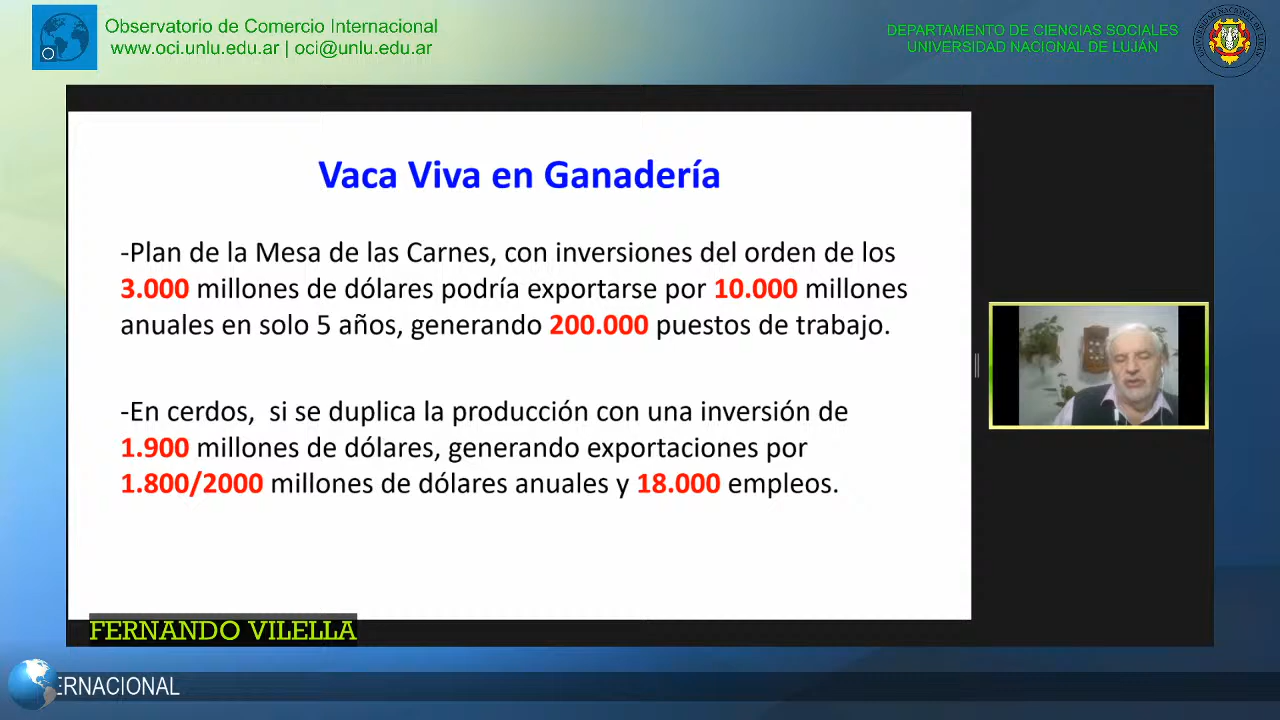 Observatorio de Comercio Internacional
www.oci.unlu.edu.ar | oci@unlu.edu.ar
DEPARTAMENTO DE CIENCIAS SOCIALES
UNIVERSIDAD NACIONAL DE LUJÁN
Vaca Viva en Ganadería
-Plan de la Mesa de las Carnes, con inversiones del orden de los
3.000 millones de dólares podría exportarse por 10.000 millones
anuales en solo 5 años, generando 200.000 puestos de trabajo.
-En cerdos,  si se duplica la producción con una inversión de
1.900 millones de dólares, generando exportaciones por
1.800/2000 millones de dólares anuales y 18.000 empleos.
FERNANDO VILELLA
ERNACIONAL